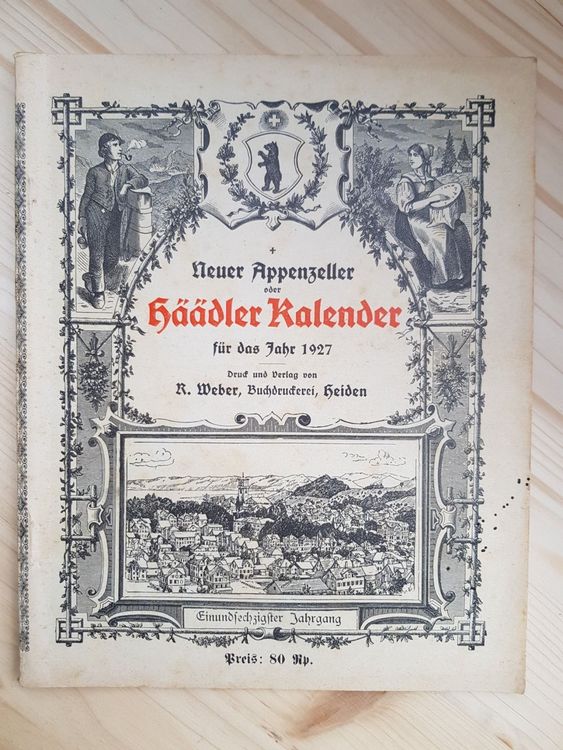 Neuer Appenzeller
oder
Häädler Kalender
für das Jahr 1927
Druck und Verlag von
R. Weber, Buchdruckerei, Heiden
Einundsechzigster Jahrgang
Preis: 80 Rp.